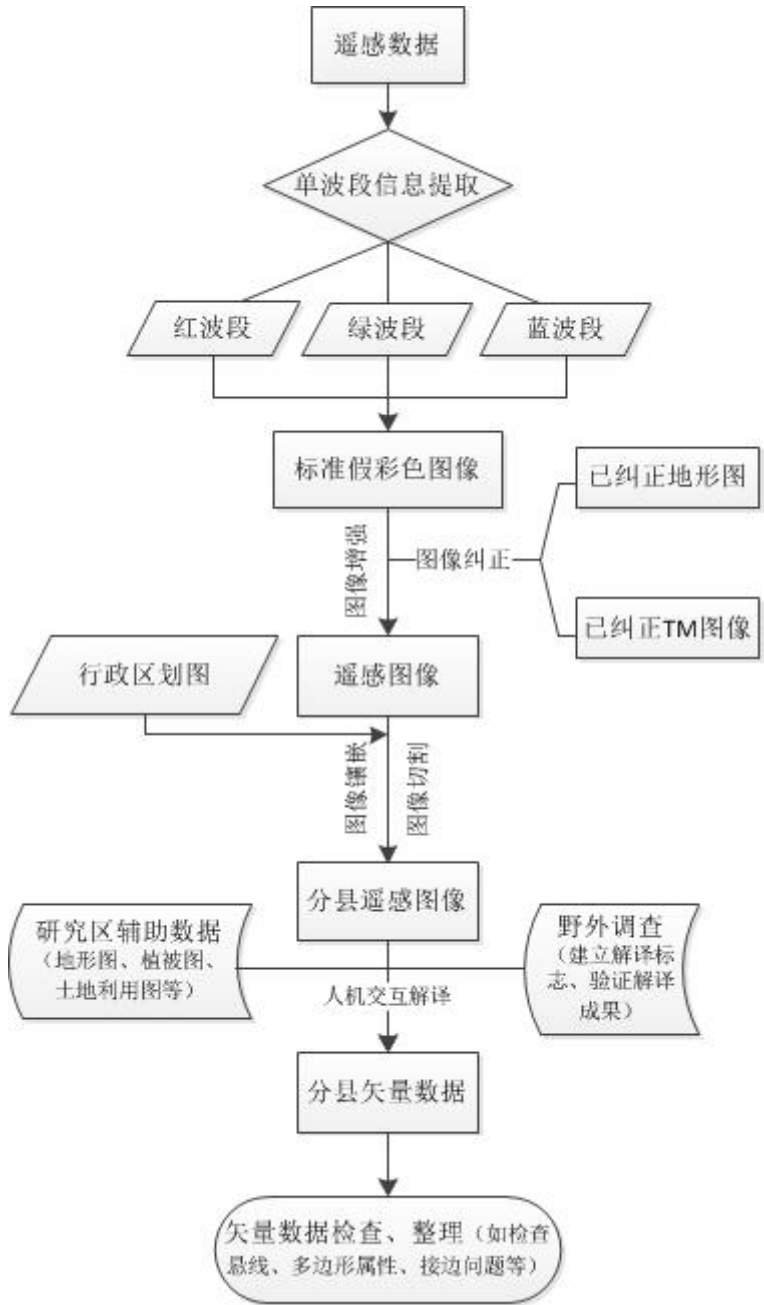 遥感数据
单波段信息提取
红波段
绿波段
蓝波段
标准假彩色图像
已纠正地形图
图像增强
图像纠正
已纠正TM图像
行政区划图
遥感图像
图像镶嵌
图像切割
分县遥感图像
研究区辅助数据
（地形图、植被图、
土地利用图等）
野外调查
（建立解译标
志、验证解译
成果）
人机交互解译
分县矢量数据
矢量数据检查、整理（如检查
悬线、多边形属性、接边问题等）